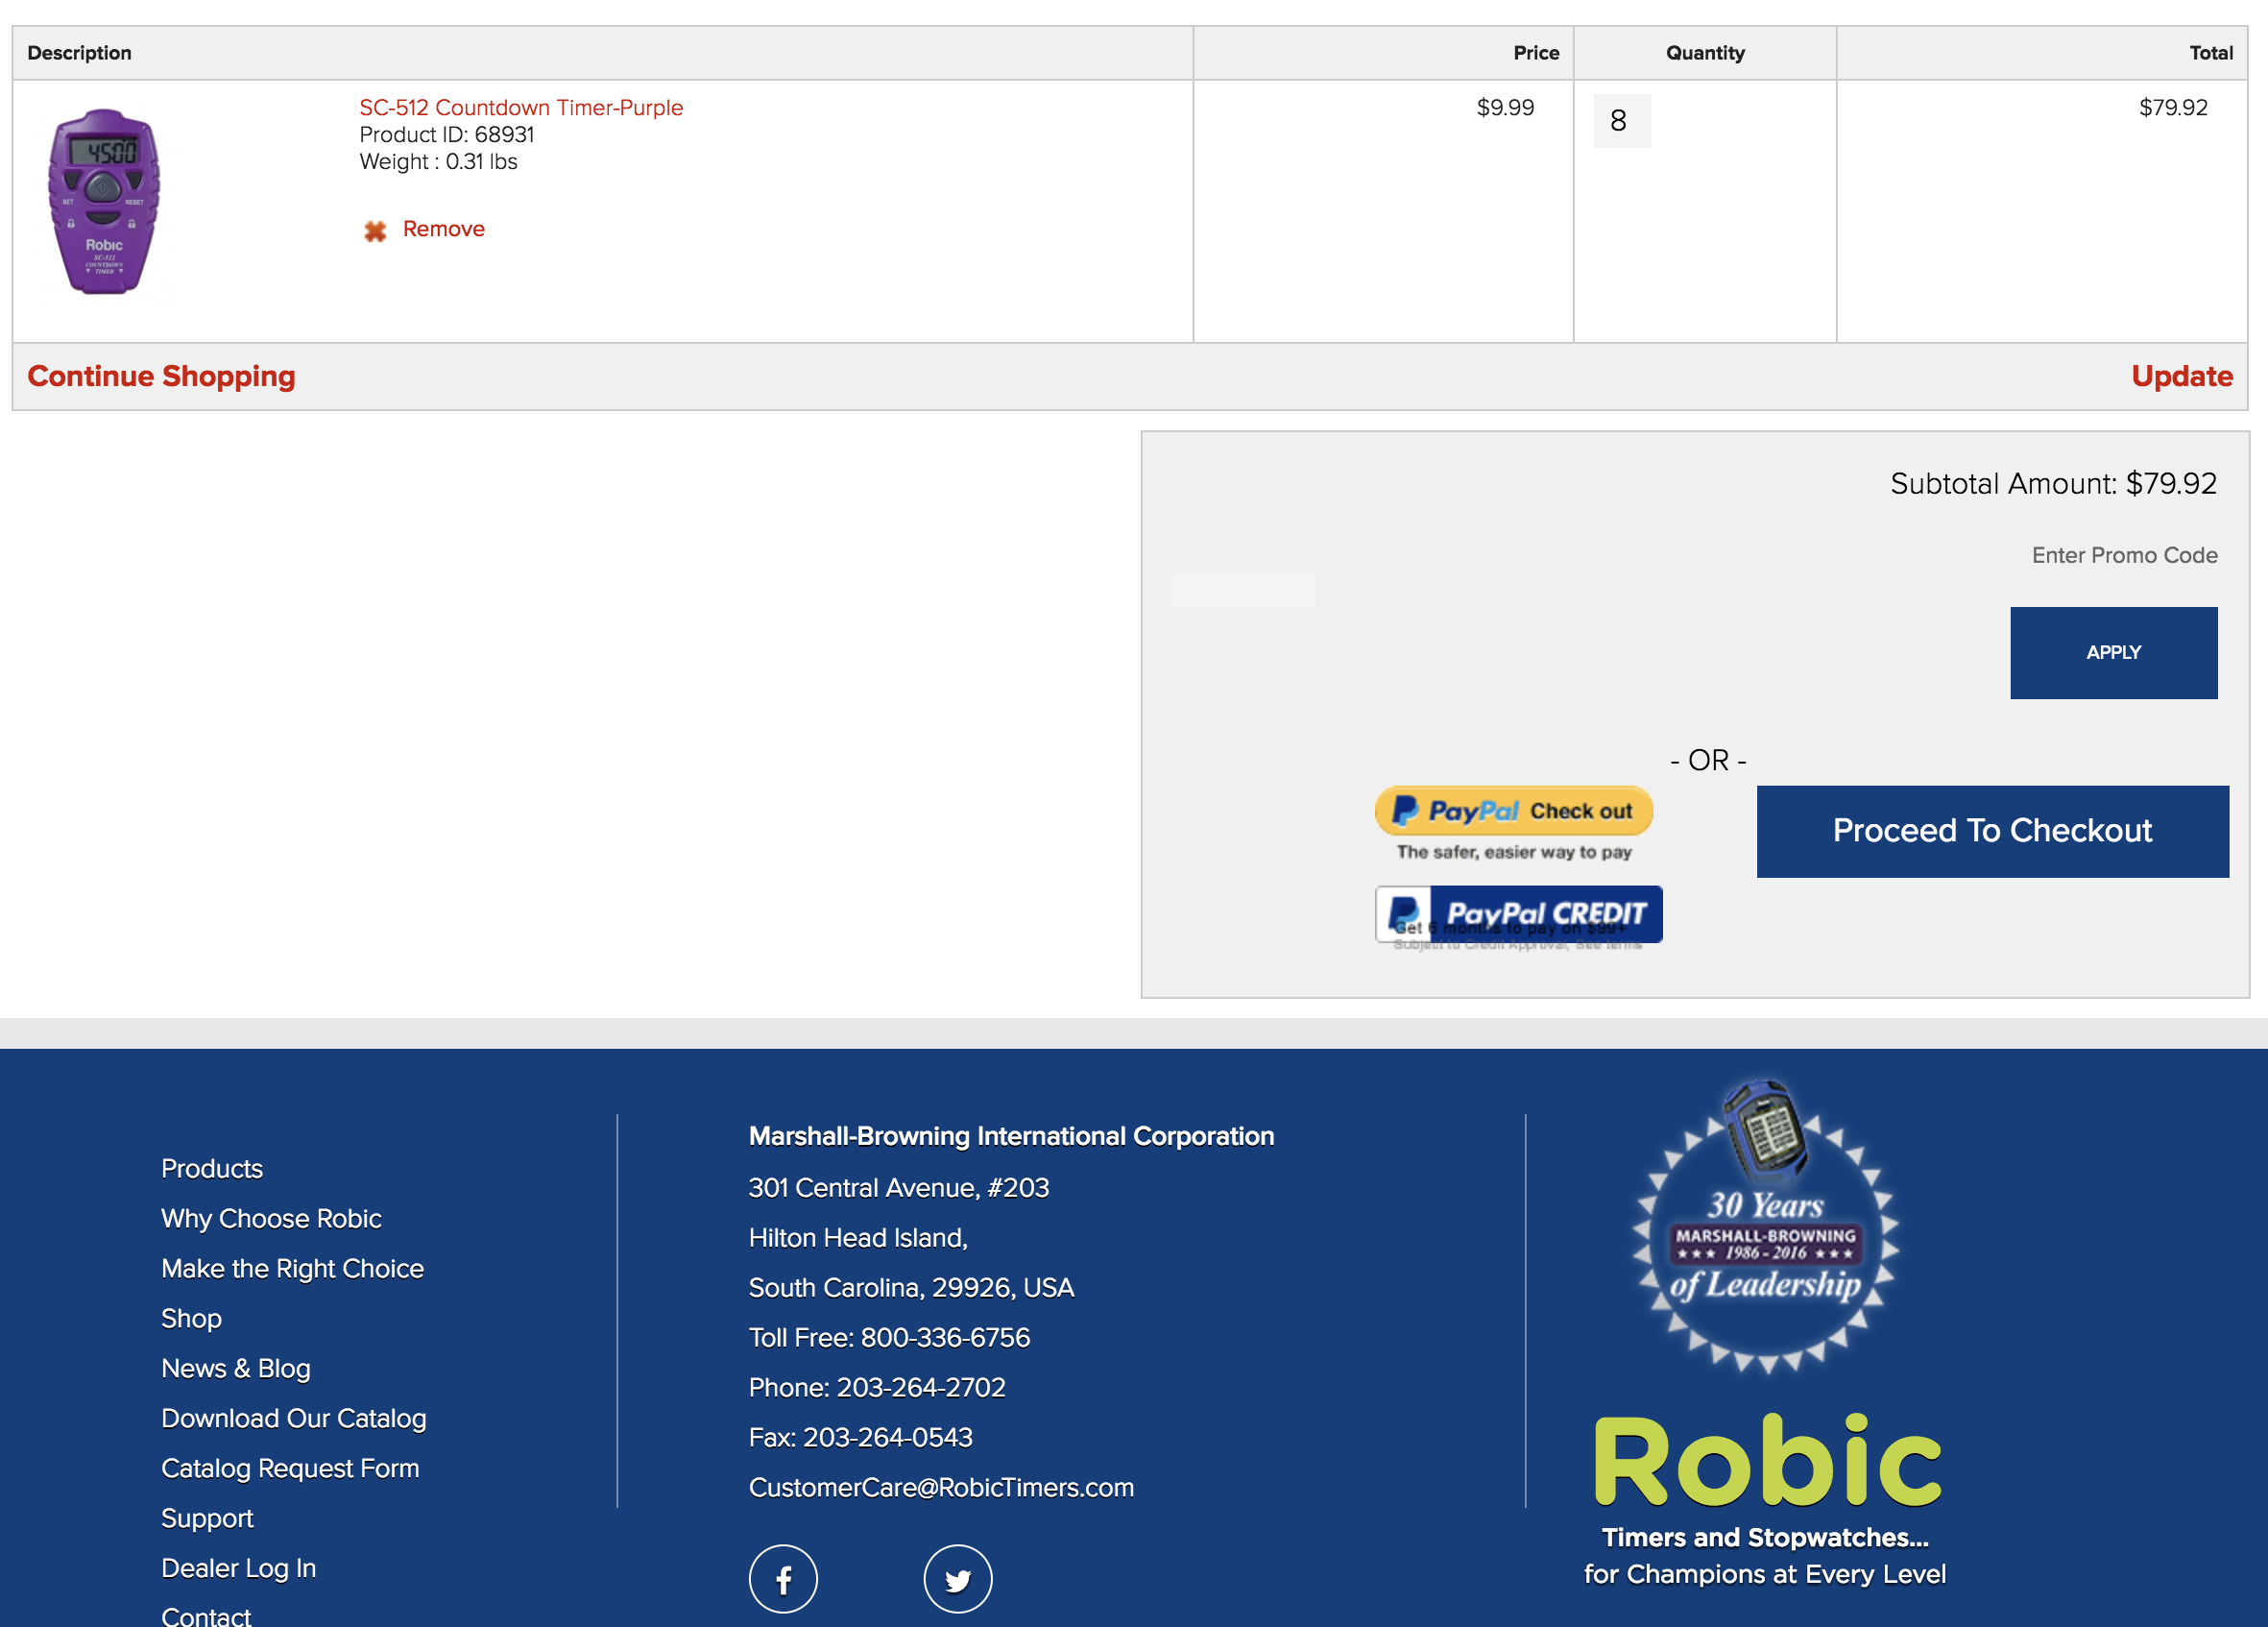 Description Price Quantity Total
4500
SET RESET
Robic
SC-512
COUNTDOWN
TIMER
SC-512 Countdown Timer-Purple $9.99 8 $79.92
Product ID: 68931
Weight : 0.31 lbs
Remove
Continue Shopping Update
Subtotal Amount: $79.92
Enter Promo Code
APPLY
- OR -
PayPal Check out
The safer, easier way to pay
Proceed To Checkout
PayPal CREDIT
Get 6 months to pay on $99+
Subject to Credit Approval, See terms
Products
Why Choose Robic
Make the Right Choice
Shop
News & Blog
Download Our Catalog
Catalog Request Form
Support
Dealer Log In
Contact
Marshall-Browning International Corporation
301 Central Avenue, #203
Hilton Head Island,
South Carolina, 29926, USA
Toll Free: 800-336-6756
Phone: 203-264-2702
Fax: 203-264-0543
CustomerCare@RobicTimers.com
30 Years
MARSHALL-BROWNING
★★★ 1986-2016 ★★★
of Leadership
Robic
Timers and Stopwatches...
for Champions at Every Level